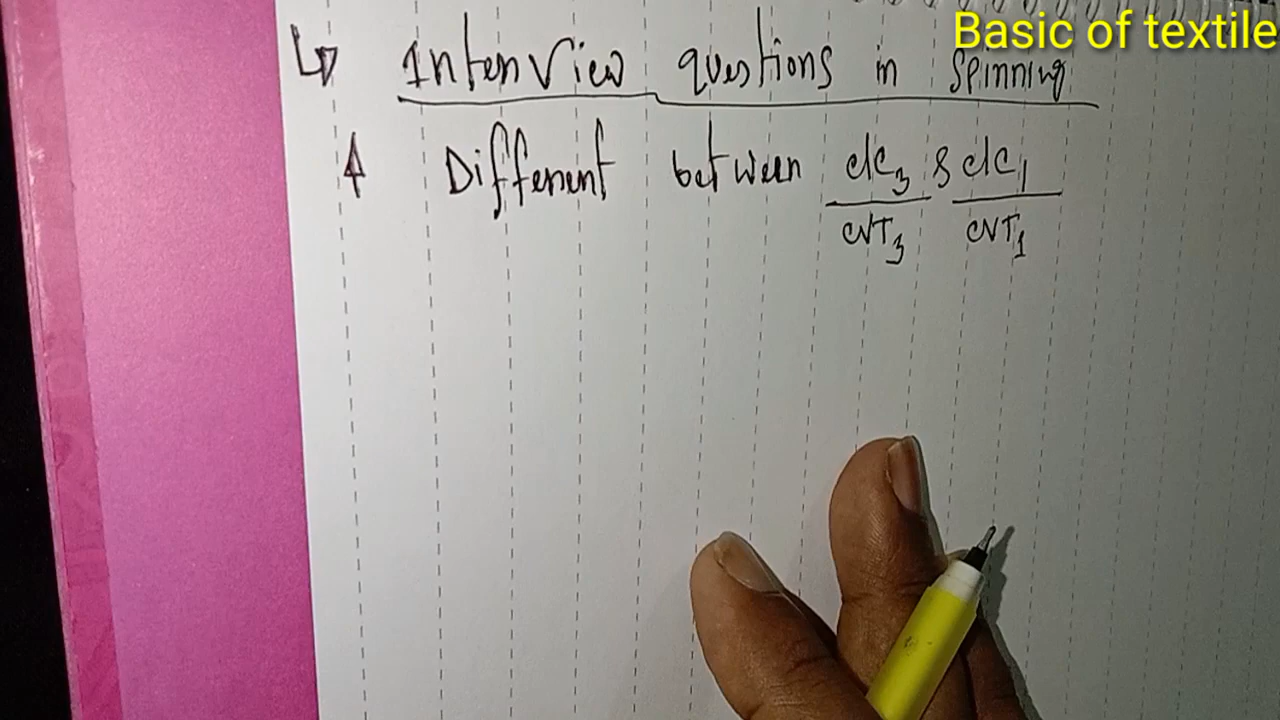 Basic of textile
Interview questions in spinning
Different between clc3 & clc1
CVT3 CVT1